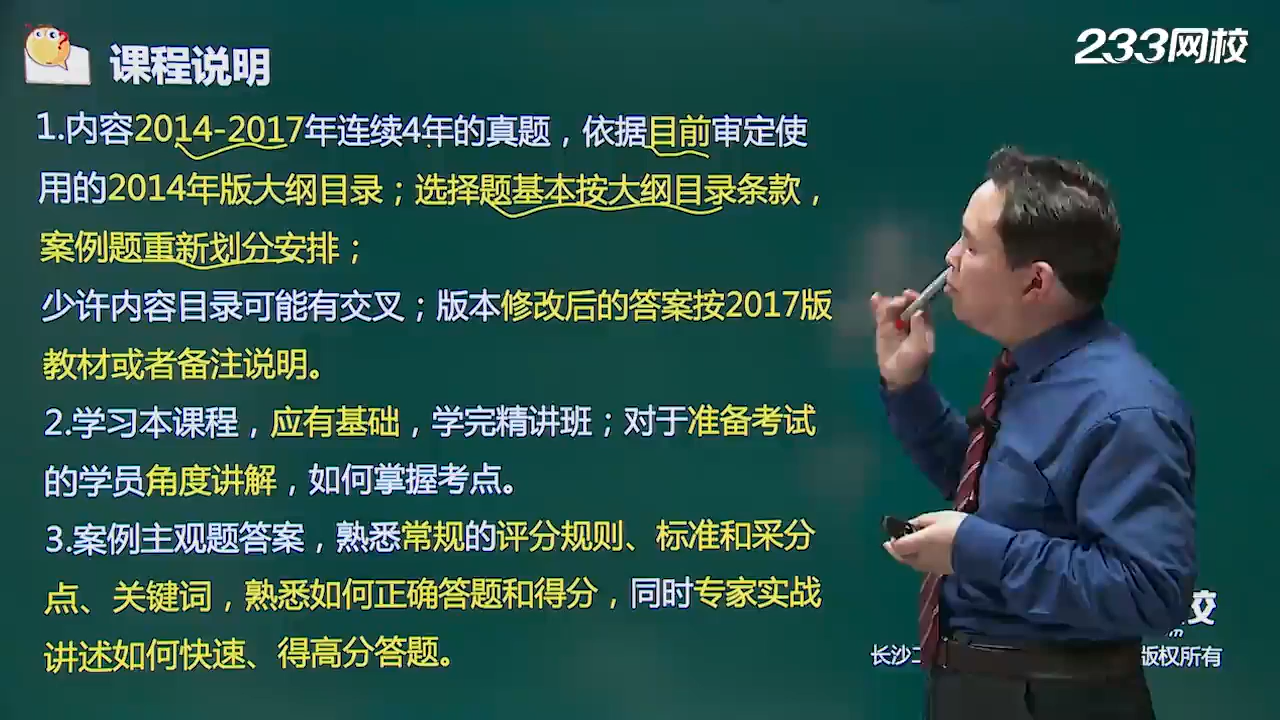 课程说明
233网校
1.内容2014-2017年连续4年的真题，依据目前审定使
用的2014年版大纲目录；选择题基本按大纲目录条款，
案例题重新划分安排；
少许内容目录可能有交叉；版本修改后的答案按2017版
教材或者备注说明。
2.学习本课程，应有基础，学完精讲班；对于准备考试
的学员角度讲解，如何掌握考点。
3.案例主观题答案，熟悉常规的评分规则、标准和采分
点、关键词，熟悉如何正确答题和得分，同时专家实战
讲述如何快速、得高分答题。
校
长沙
版权所有